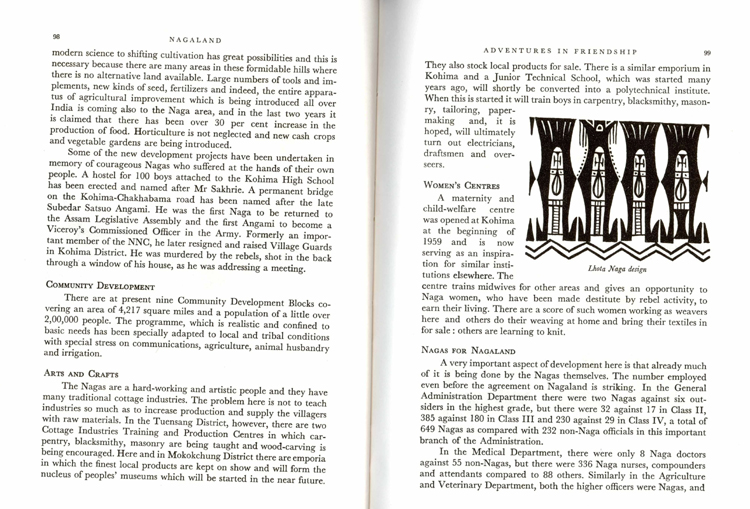 98
NAGALAND
modern science to shifting cultivation has great possibilities and this is
necessary because there are many areas in these formidable hills where
there is no alternative land available. Large numbers of tools and im-
plements, new kinds of seed, fertilizers and indeed, the entire appara-
tus of agricultural improvement which is being introduced all over
India is coming also to the Naga area, and in the last two years it
is claimed that there has been over 30 per cent increase in the
production of food. Horticulture is not neglected and new cash crops
and vegetable gardens are being introduced.
Some of the new development projects have been undertaken in
memory of courageous Nagas who suffered at the hands of their own
people. A hostel for 100 boys attached to the Kohima High School
has been erected and named after Mr Sakhrie. A permanent bridge
on the Kohima-Chakhabama road has been named after the late
Subedar Satsuo Angami. He was the first Naga to be returned to
the Assam Legislative Assembly and the first Angami to become a
Viceroy's Commissioned Officer in the Army. Formerly an impor-
tant member of the NNC, he later resigned and raised Village Guards
in Kohima District. He was murdered by the rebels, shot in the back
through a window of his house, as he was addressing a meeting.
COMMUNITY DEVELOPMENT
There are at present nine Community Development Blocks co-
vering an area of 4,217 square miles and a population of a little over
2,00,000 people. The programme, which is realistic and confined to
basic needs has been specially adapted to local and tribal conditions
with special stress on communications, agriculture, animal husbandry
and irrigation.
ARTS AND CRAFTS
The Nagas are a hard-working and artistic people and they have
many traditional cottage industries. The problem here is not to teach
industries so much as to increase production and supply the villagers
with raw materials. In the Tuensang District, however, there are two
Cottage Industries Training and Production Centres in which car-
pentry, blacksmithy, masonry are being taught and wood-carving is
being encouraged. Here and in Mokokchung District there are emporia
in which the finest local products are kept on show and will form the
nucleus of peoples' museums which will be started in the near future.
ADVENTURES IN FRIENDSHIP
99
They also stock local products for sale. There is a similar emporium in
Kohima and a Junior Technical School, which was started many
years ago, will shortly be converted into a polytechnical institute.
When this is started it will train boys in carpentry, blacksmithy, mason-
ry, tailoring, paper-
making and, it is
hoped, will ultimately
turn out electricians,
draftsmen and over-
seers.
WOMEN'S CENTRES
A maternity and
child-welfare centre
was opened at Kohima
at the beginning of
1959 and is now
serving as an inspira-
tion for similar insti-
tutions elsewhere. The
Lhota Naga design
centre trains midwives for other areas and gives an opportunity to
Naga women, who have been made destitute by rebel activity, to
earn their living. There are a score of such women working as weavers
here and others do their weaving at home and bring their textiles in
for sale : others are learning to knit.
NAGAS FOR NAGALAND
A very important aspect of development here is that already much
of it is being done by the Nagas themselves. The number employed
even before the agreement on Nagaland is striking. In the General
Administration Department there were two Nagas against six out-
siders in the highest grade, but there were 32 against 17 in Class II,
385 against 180 in Class III and 230 against 29 in Class IV, a total of
649 Nagas as compared with 232 non-Naga officials in this important
branch of the Administration.
In the Medical Department, there were only 8 Naga doctors
against 55 non-Nagas, but there were 336 Naga nurses, compounders
and attendants compared to 88 others. Similarly in the Agriculture
and Veterinary Department, both the higher officers were Nagas, and